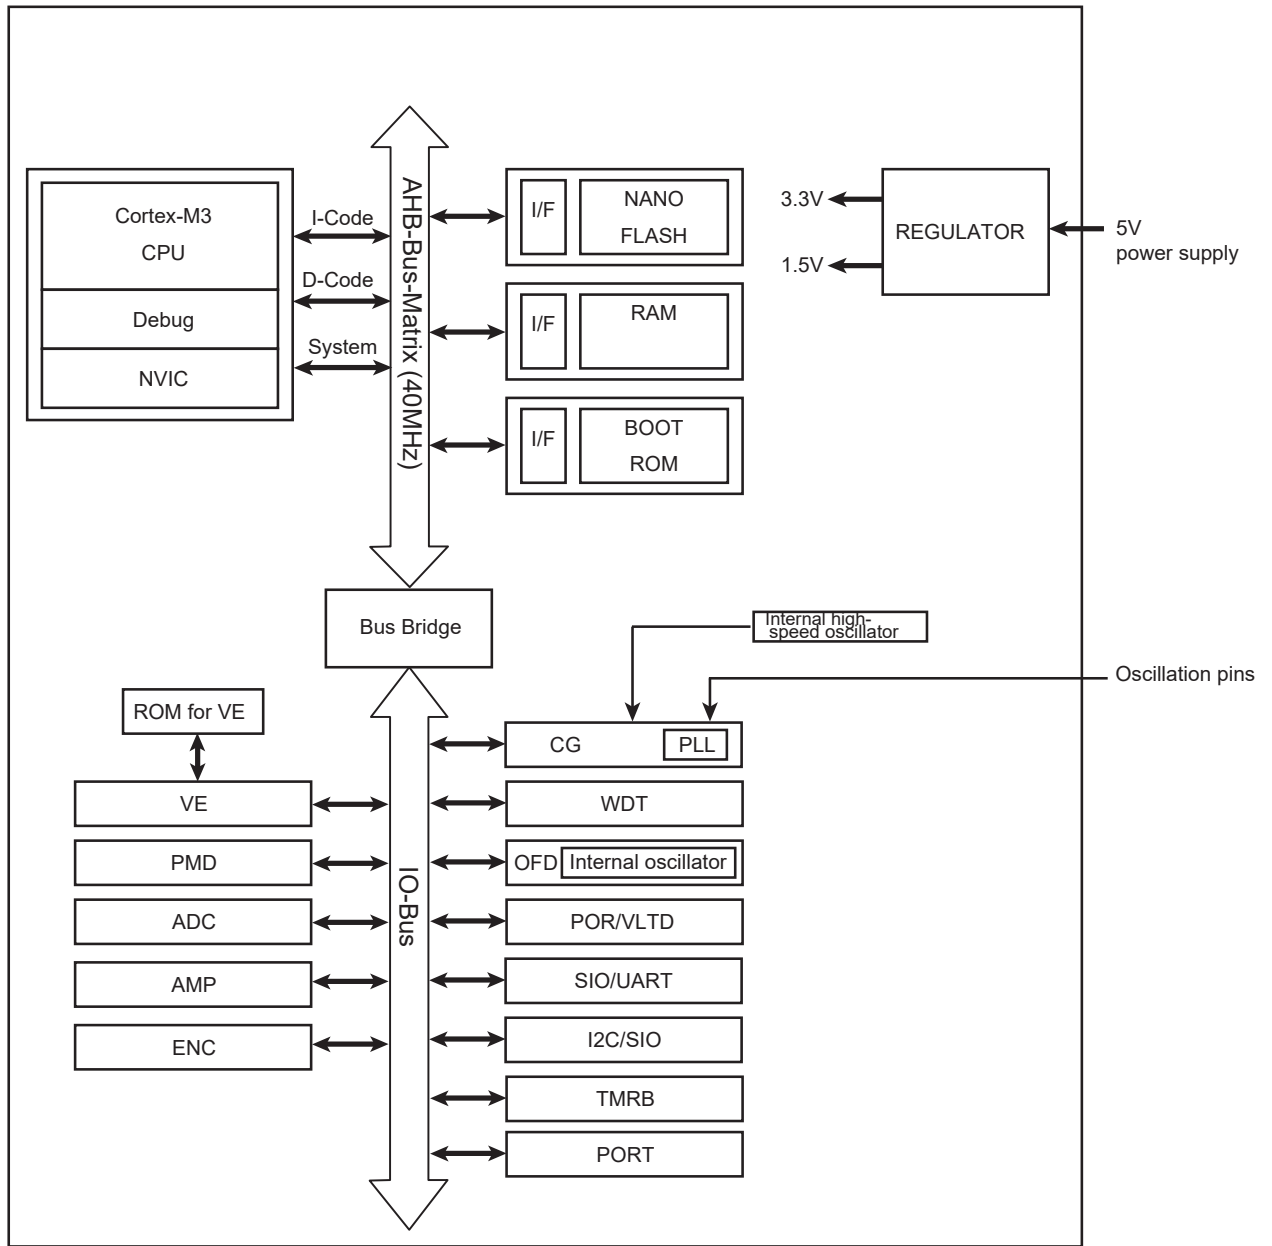 Cortex-M3
CPU
Debug
NVIC
I-Code
D-Code
System
AHB-Bus-Matrix (40MHz)
I/F
NANO
FLASH
I/F
RAM
I/F
BOOT
ROM
3.3V
1.5V
REGULATOR
5V
power supply
Bus Bridge
Internal high-
speed oscillator
Oscillation pins
ROM for VE
VE
PMD
ADC
AMP
ENC
IO-Bus
CG
PLL
WDT
OFD
Internal oscillator
POR/VLTD
SIO/UART
I2C/SIO
TMRB
PORT